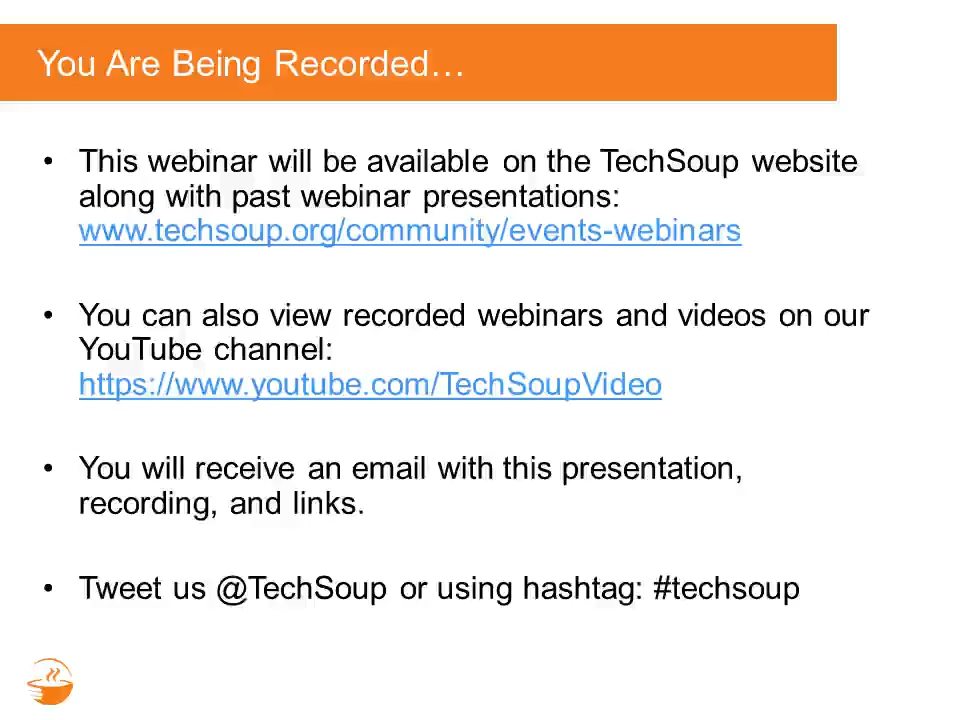 You Are Being Recorded…
• This webinar will be available on the TechSoup website
along with past webinar presentations:
www.techsoup.org/community/events-webinars
• You can also view recorded webinars and videos on our
YouTube channel:
https://www.youtube.com/TechSoupVideo
• You will receive an email with this presentation,
recording, and links.
• Tweet us @TechSoup or using hashtag: #techsoup